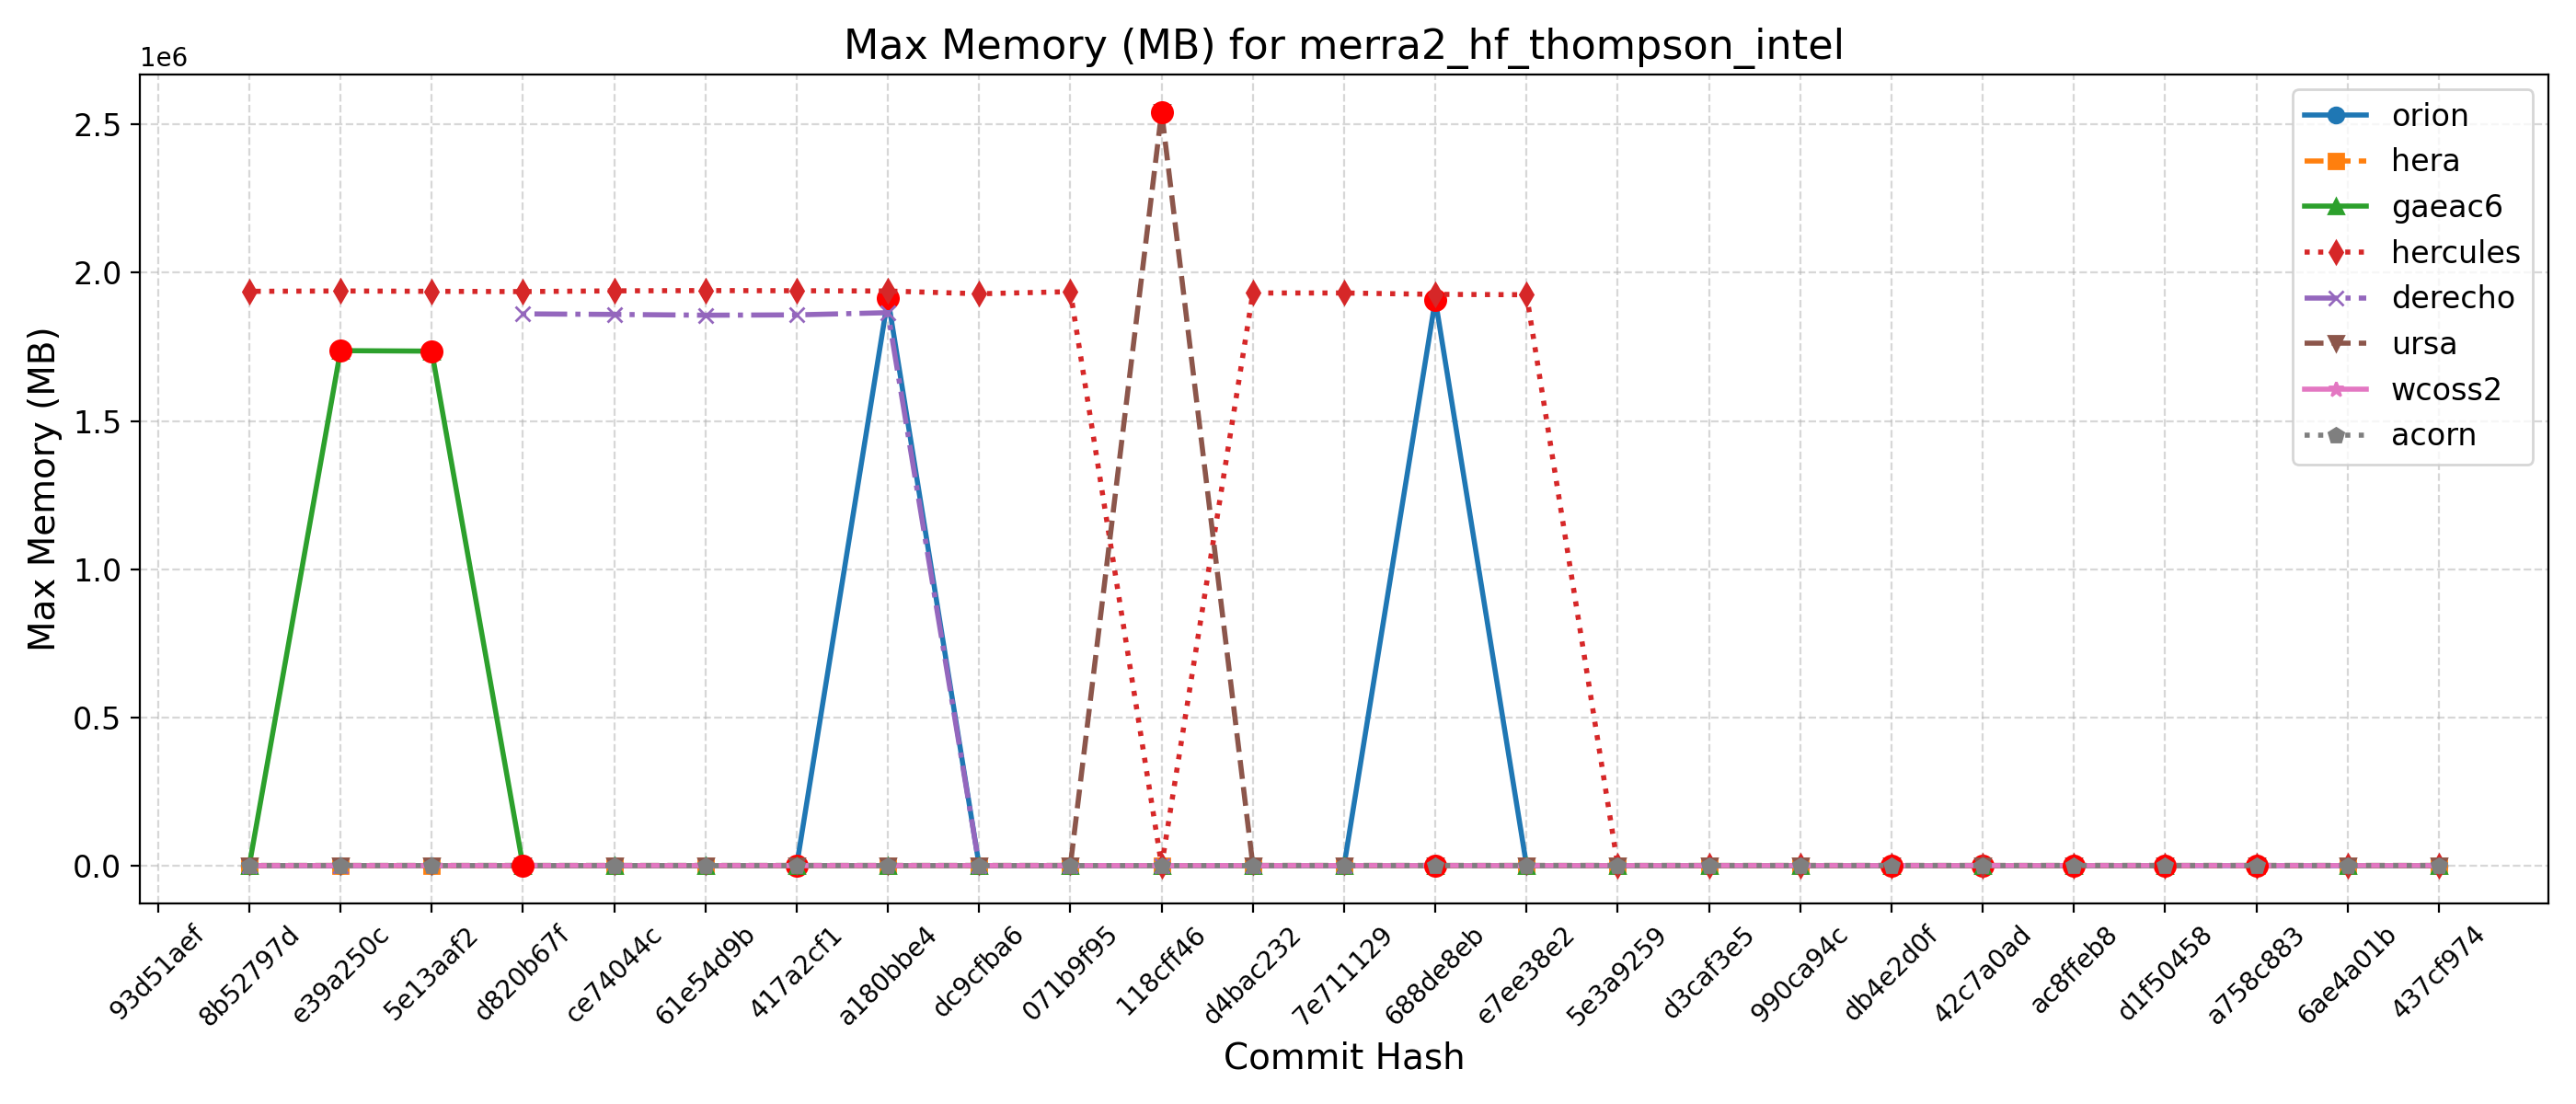 Max Memory (MB) for merra2_hf_thompson_intel
1e6
2.5
2.0
1.5
1.0
0.5
0.0
Max Memory (MB)
orion
hera
gaeac6
hercules
derecho
ursa
wcoss2
acorn
93d51aef
8b52797d
e39a250c
5e13aaf2
d820b67f
ce74044c
61e54d9b
417a2cf1
a180bbe4
dc9cfba6
071b9f95
118cff46
d4bac232
7e711129
688de8eb
e7ee38e2
5e3a9259
d3caf3e5
990ca94c
db4e2d0f
42c7a0ad
ac8ffeb8
d1f50458
a758c883
6ae4a01b
437cf974
Commit Hash